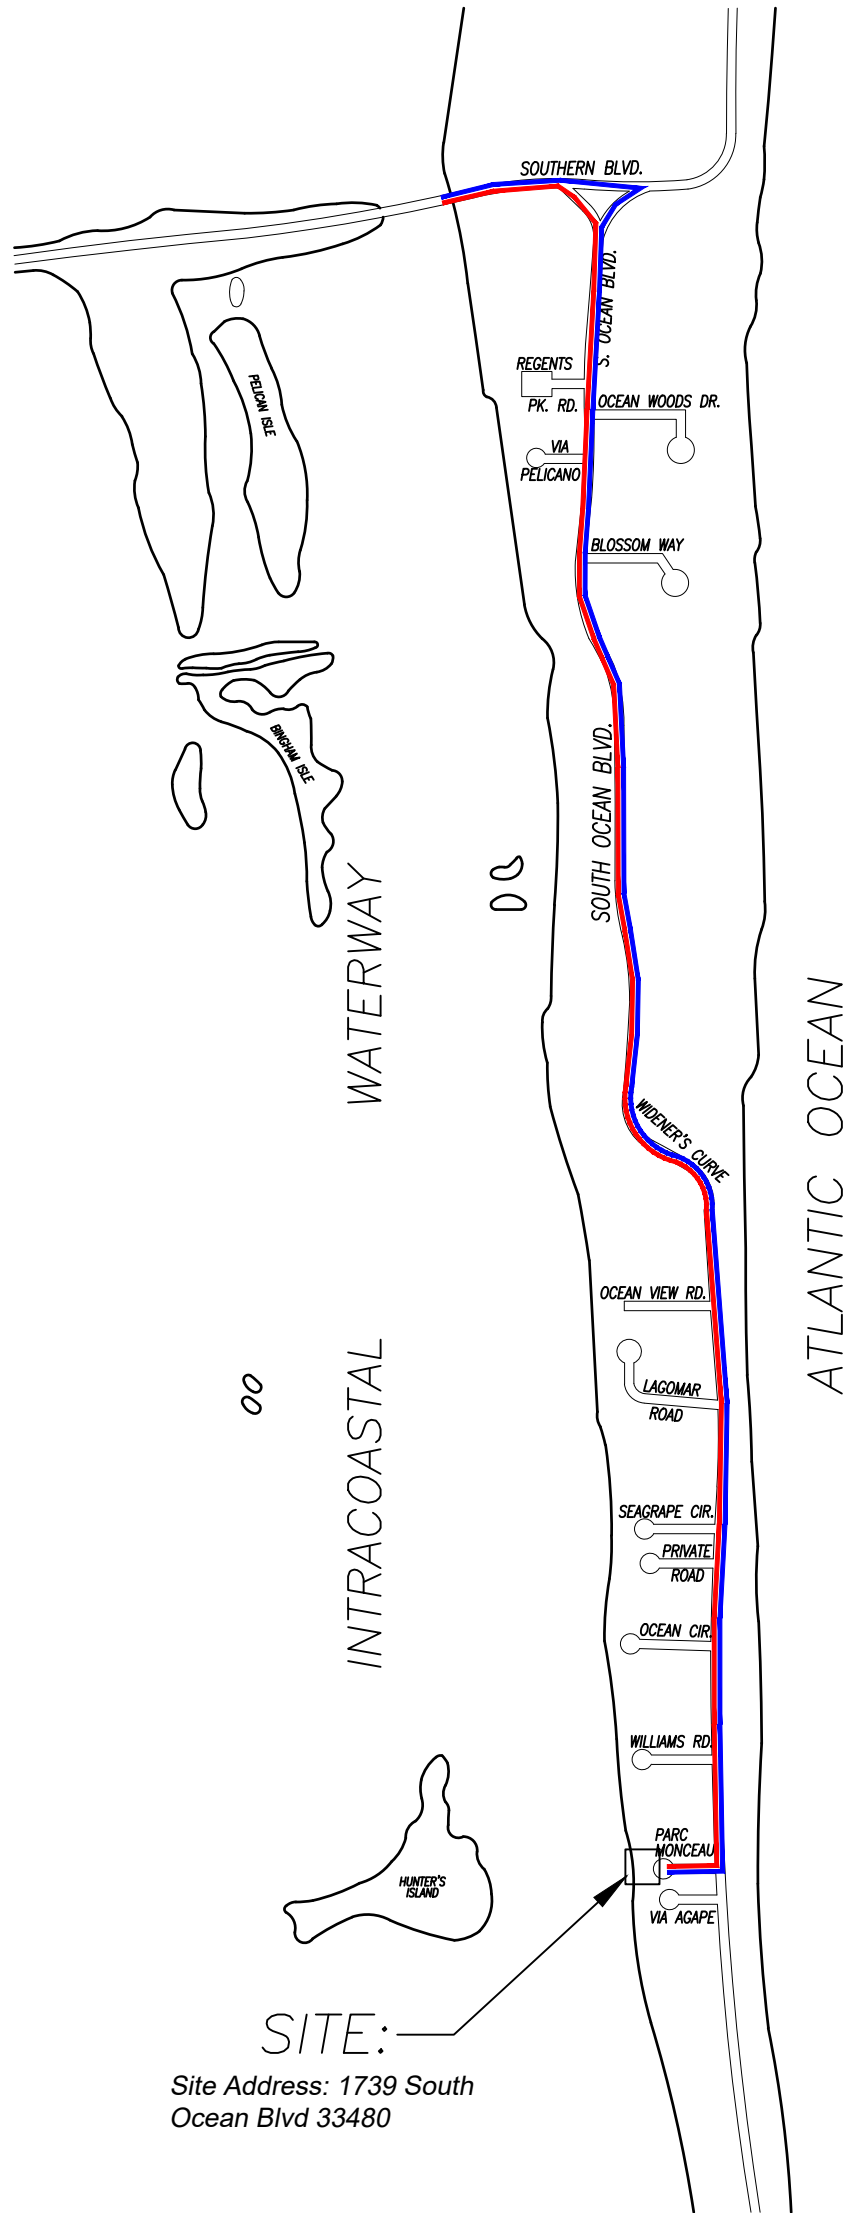 SOUTHERN BLVD.
S. OCEAN BLVD.
REGENTS
PK. RD.
OCEAN WOODS DR.
PELICAN ISLE
VIA
PELICANO
BLOSSOM WAY
BINGHAM ISLE
SOUTH OCEAN BLVD.
WATERWAY
ATLANTIC OCEAN
WIDENER'S CURVE
OCEAN VIEW RD.
INTRACOASTAL
LAGOMAR
ROAD
SEAGRAPE CIR.
PRIVATE
ROAD
OCEAN CIR.
WILLIAMS RD.
PARC
MONCEAU
HUNTER'S
ISLAND
VIA AGAPE
SITE:
Site Address: 1739 South
Ocean Blvd 33480